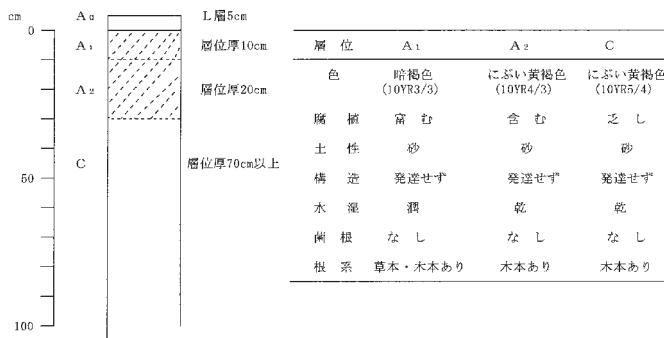 cm
A₀ L層5cm
0
A₁ 層位厚10cm
A₂ 層位厚20cm
C 層位厚70cm以上
50
100
層位 A₁ A₂ C
色 暗褐色 にぶい黄褐色 にぶい黄褐色
(10YR3/3) (10YR4/3) (10YR5/4)
腐植 富む 含む 乏し
土性 砂 砂 砂
構造 発達せず 発達せず 発達せず
水湿 潤 乾 乾
菌根 なし なし なし
根系 草本・木本あり 木本あり 木本あり